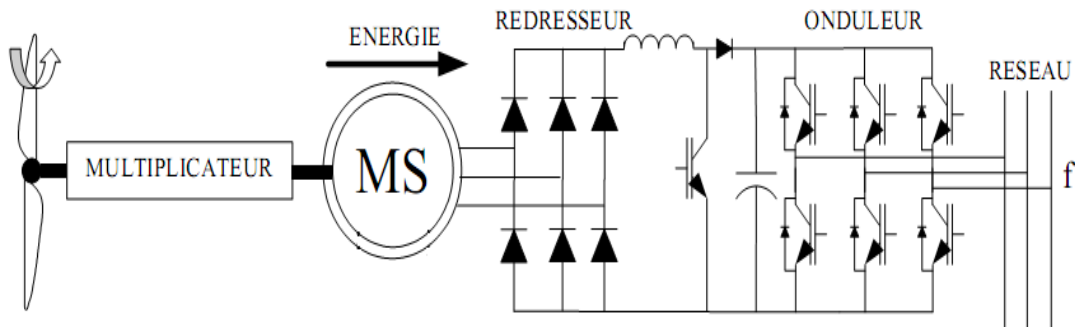 REDRESSEUR
ONDULEUR
ENERGIE
RESEAU
MULTIPLICATEUR
MS
f